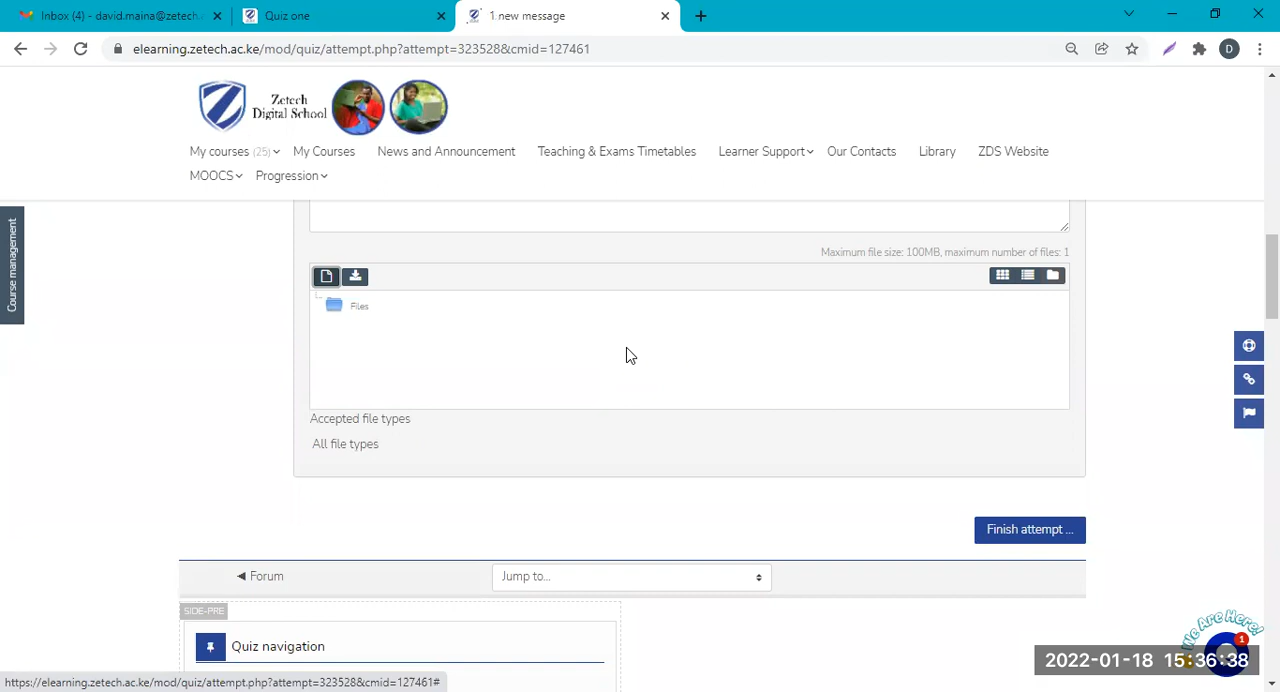 Inbox (4) - david.maina@zetech.
Quiz one
1 new message
elearning.zetech.ac.ke/mod/quiz/attempt.php?attempt=323528&cmid=127461
D
Zetech
Digital School
My courses (25)
My Courses
News and Announcement
Teaching & Exams Timetables
Learner Support
Our Contacts
Library
ZDS Website
MOOCS
Progression
Course management
Maximum file size: 100MB, maximum number of files: 1
Files
Accepted file types
All file types
Finish attempt ...
◄ Forum
Jump to...
SIDE-PRE
Quiz navigation
We Are Here!
1
2022-01-18 15:36:38
https://elearning.zetech.ac.ke/mod/quiz/attempt.php?attempt=323528&cmid=127461#